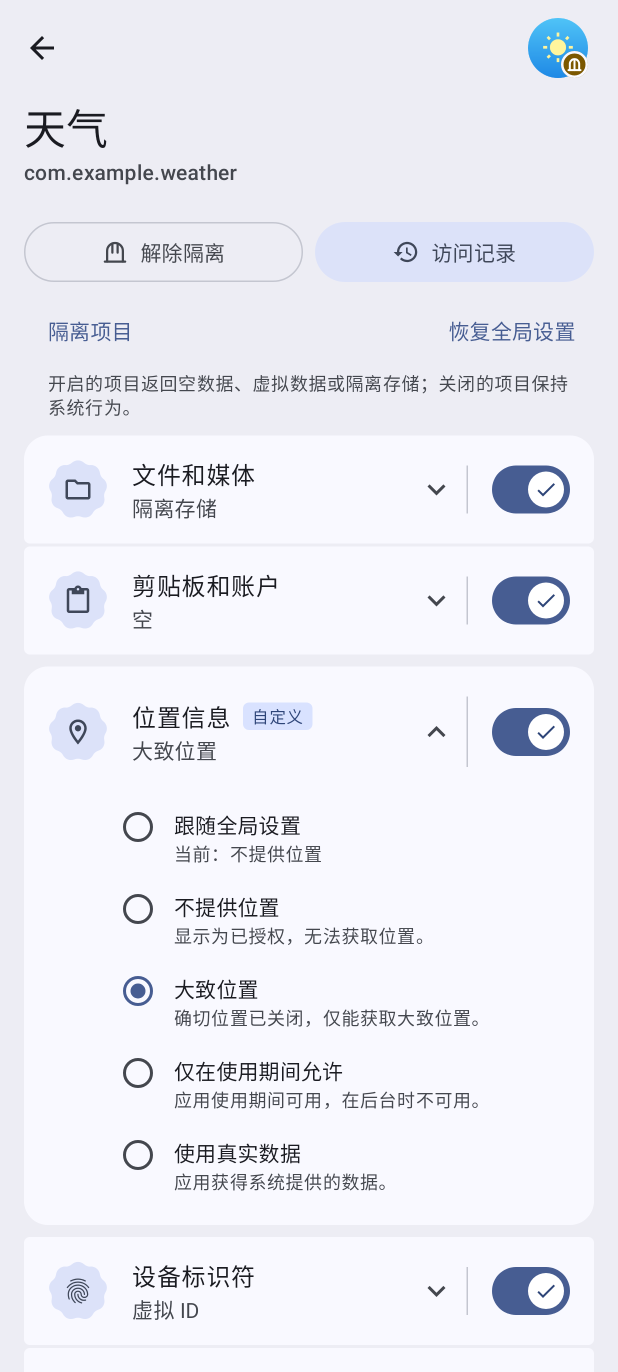 天气
com.example.weather
解除隔离
访问记录
隔离项目
恢复全局设置
开启的项目返回空数据、虚拟数据或隔离存储；关闭的项目保持
系统行为。
文件和媒体
隔离存储
剪贴板和账户
空
位置信息 自定义
大致位置
跟随全局设置
当前：不提供位置
不提供位置
显示为已授权，无法获取位置。
大致位置
确切位置已关闭，仅能获取大致位置。
仅在使用期间允许
应用使用期间可用，在后台时不可用。
使用真实数据
应用获得系统提供的数据。
设备标识符
虚拟 ID